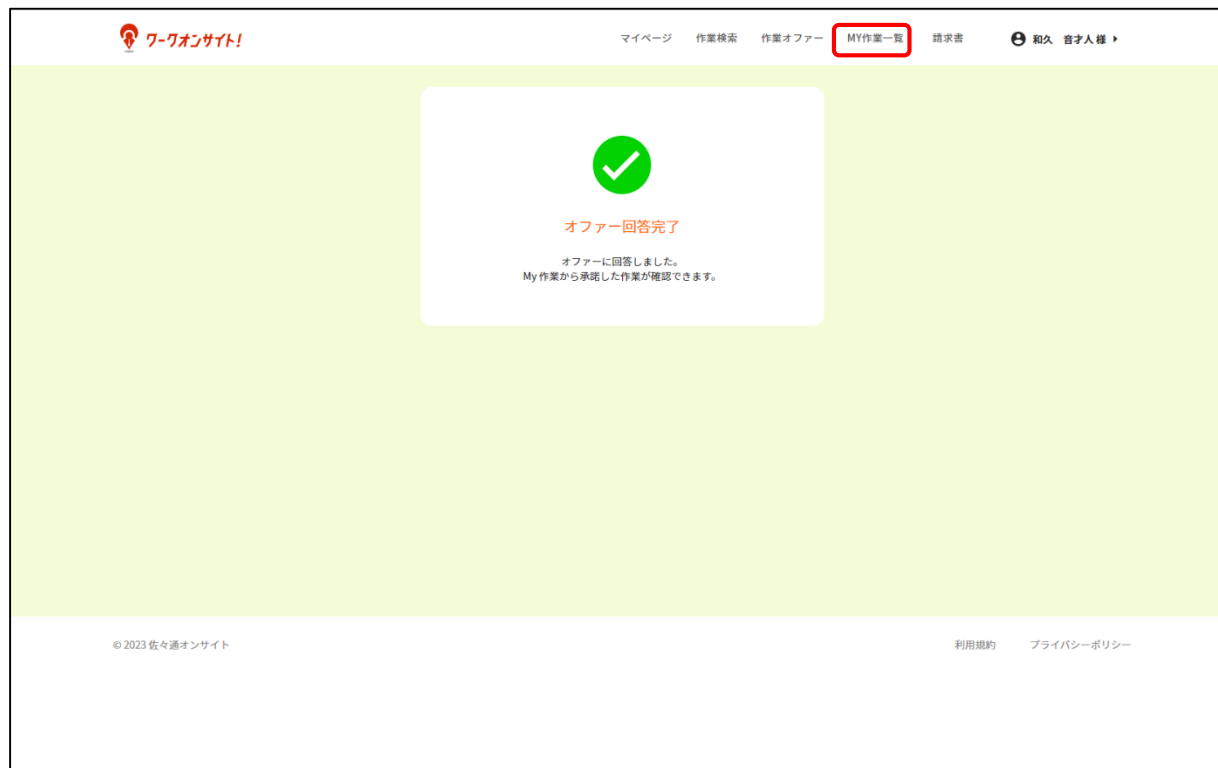 ワークオンサイト!
マイページ 作業検索 作業オファー MY作業一覧 請求書 和久 音才人 様
オファー回答完了
オファーに回答しました。
My 作業から承諾した作業が確認できます。
© 2023 佐々通オンサイト
利用規約 プライバシーポリシー